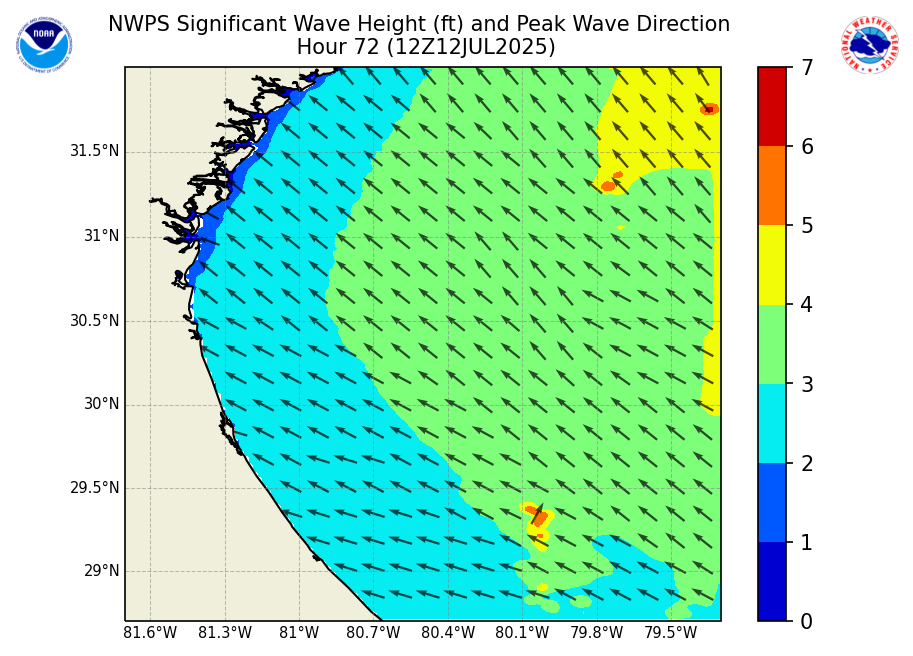 NWPS Significant Wave Height (ft) and Peak Wave Direction
Hour 72 (12Z12JUL2025)
NOAA
NATIONAL WEATHER SERVICE
31.5°N
31°N
30.5°N
30°N
29.5°N
29°N
81.6°W 81.3°W 81°W 80.7°W 80.4°W 80.1°W 79.8°W 79.5°W
7
6
5
4
3
2
1
0